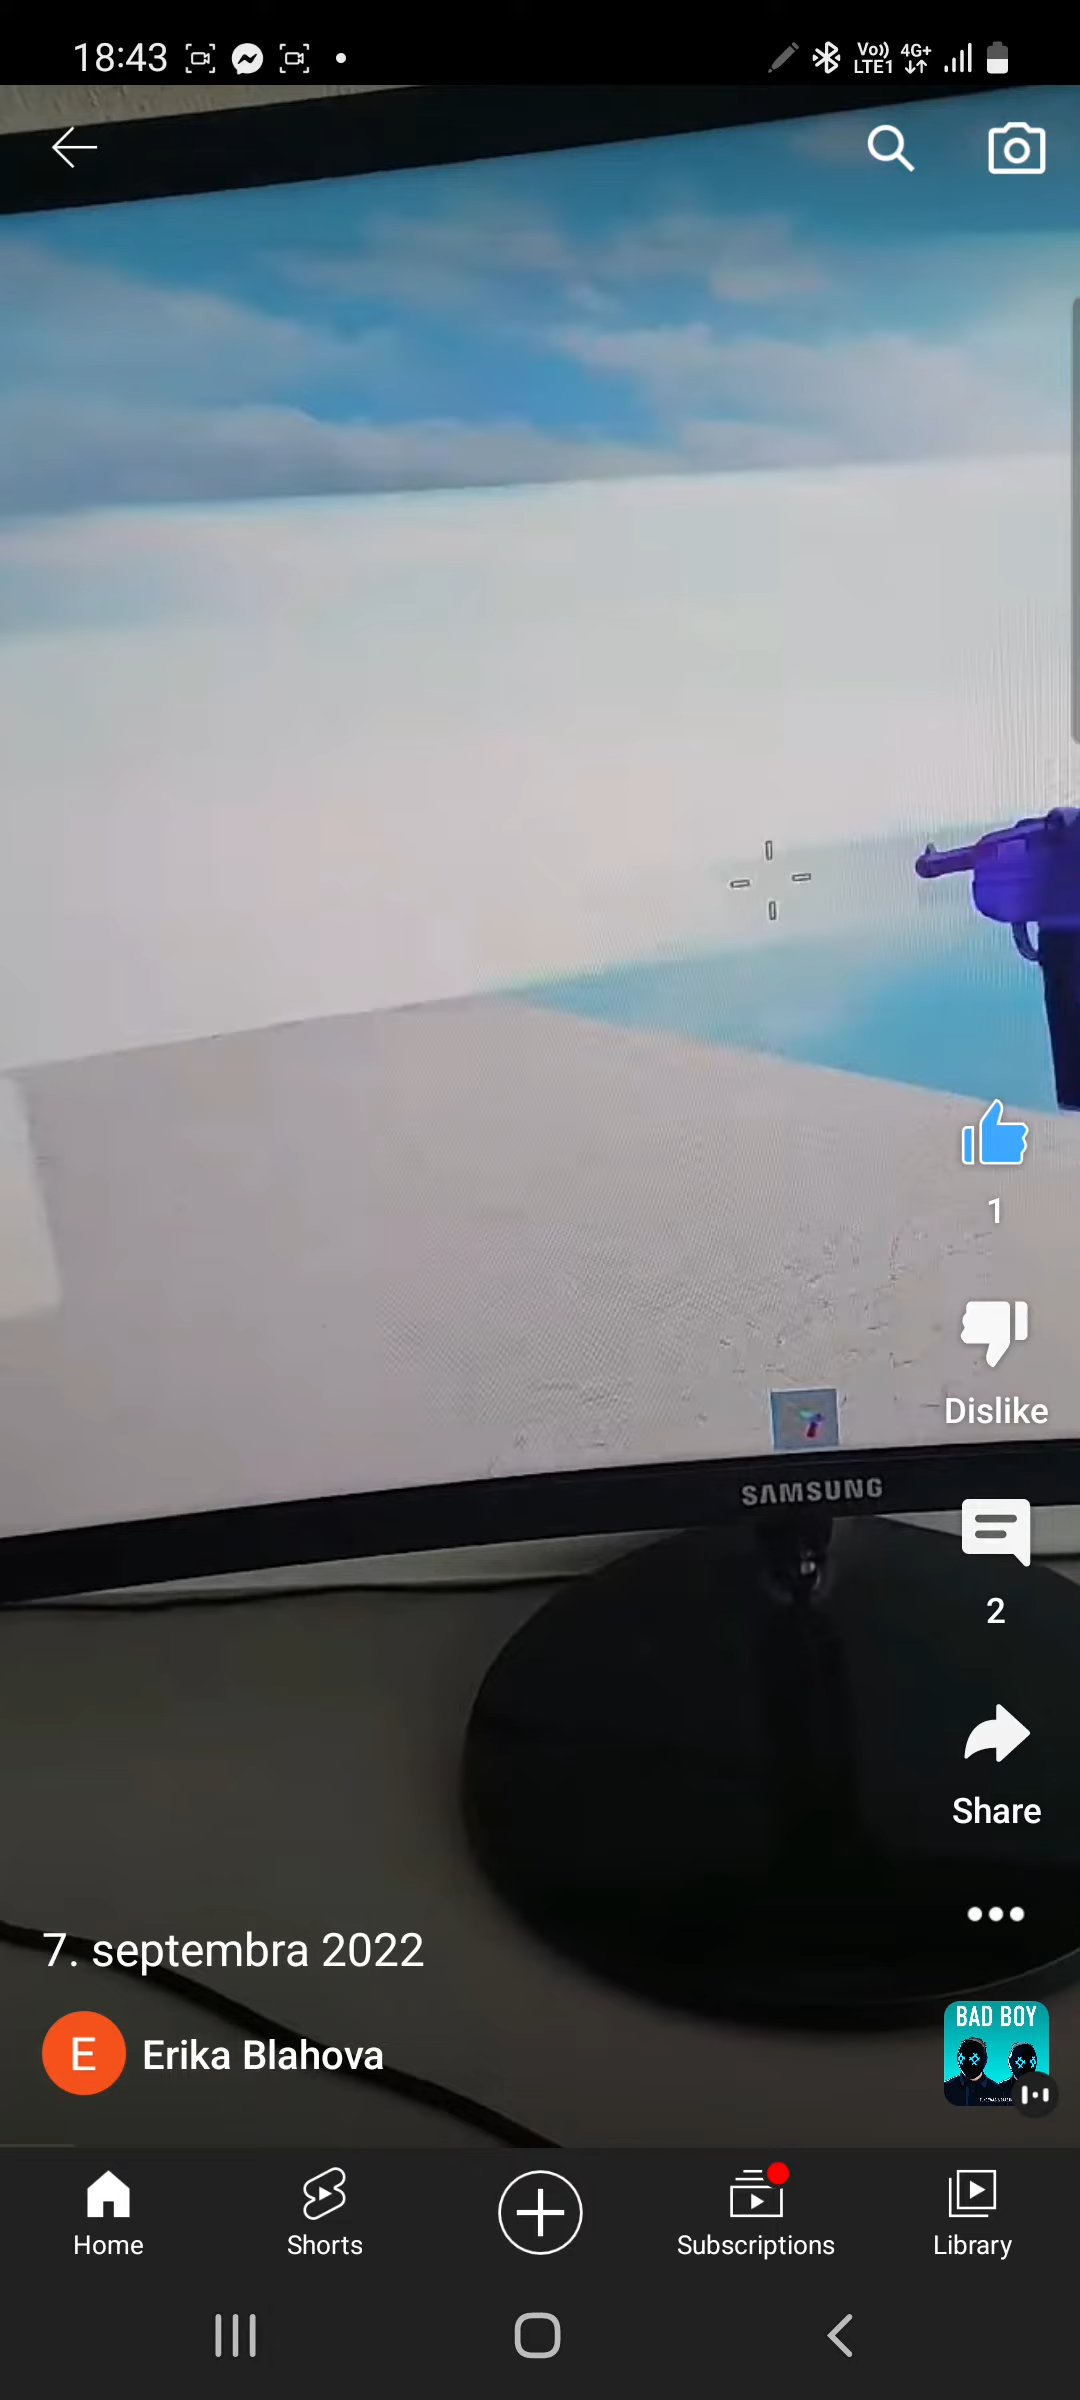 18:43
Vo))
LTE1
4G+
SAMSUNG
1
Dislike
2
Share
7. septembra 2022
E
Erika Blahova
BAD BOY
Home
Shorts
Subscriptions
Library